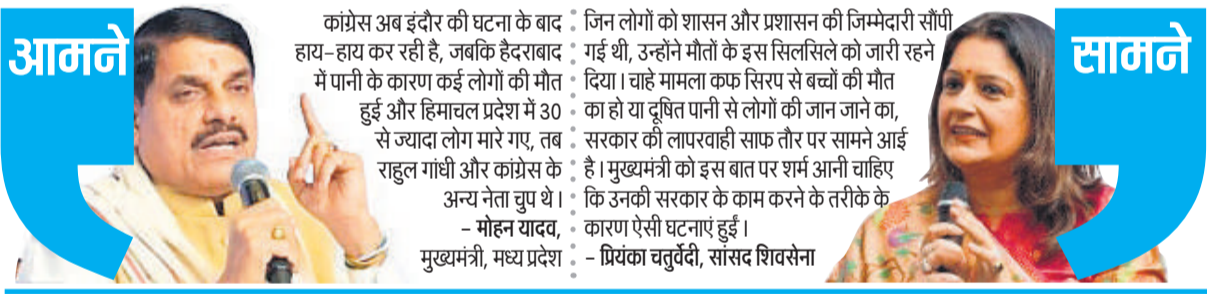 आमने
कांग्रेस अब इंदौर की घटना के बाद
हाय-हाय कर रही है, जबकि हैदराबाद
में पानी के कारण कई लोगों की मौत
हुई और हिमाचल प्रदेश में 30
से ज्यादा लोग मारे गए, तब
राहुल गांधी और कांग्रेस के
अन्य नेता चुप थे।
– मोहन यादव,
मुख्यमंत्री, मध्य प्रदेश
जिन लोगों को शासन और प्रशासन की जिम्मेदारी सौंपी
गई थी, उन्होंने मौतों के इस सिलसिले को जारी रहने
दिया। चाहे मामला कफ सिरप से बच्चों की मौत
का हो या दूषित पानी से लोगों की जान जाने का,
सरकार की लापरवाही साफ तौर पर सामने आई
है। मुख्यमंत्री को इस बात पर शर्म आनी चाहिए
कि उनकी सरकार के काम करने के तरीके के
कारण ऐसी घटनाएं हुईं।
– प्रियंका चतुर्वेदी, सांसद शिवसेना
सामने